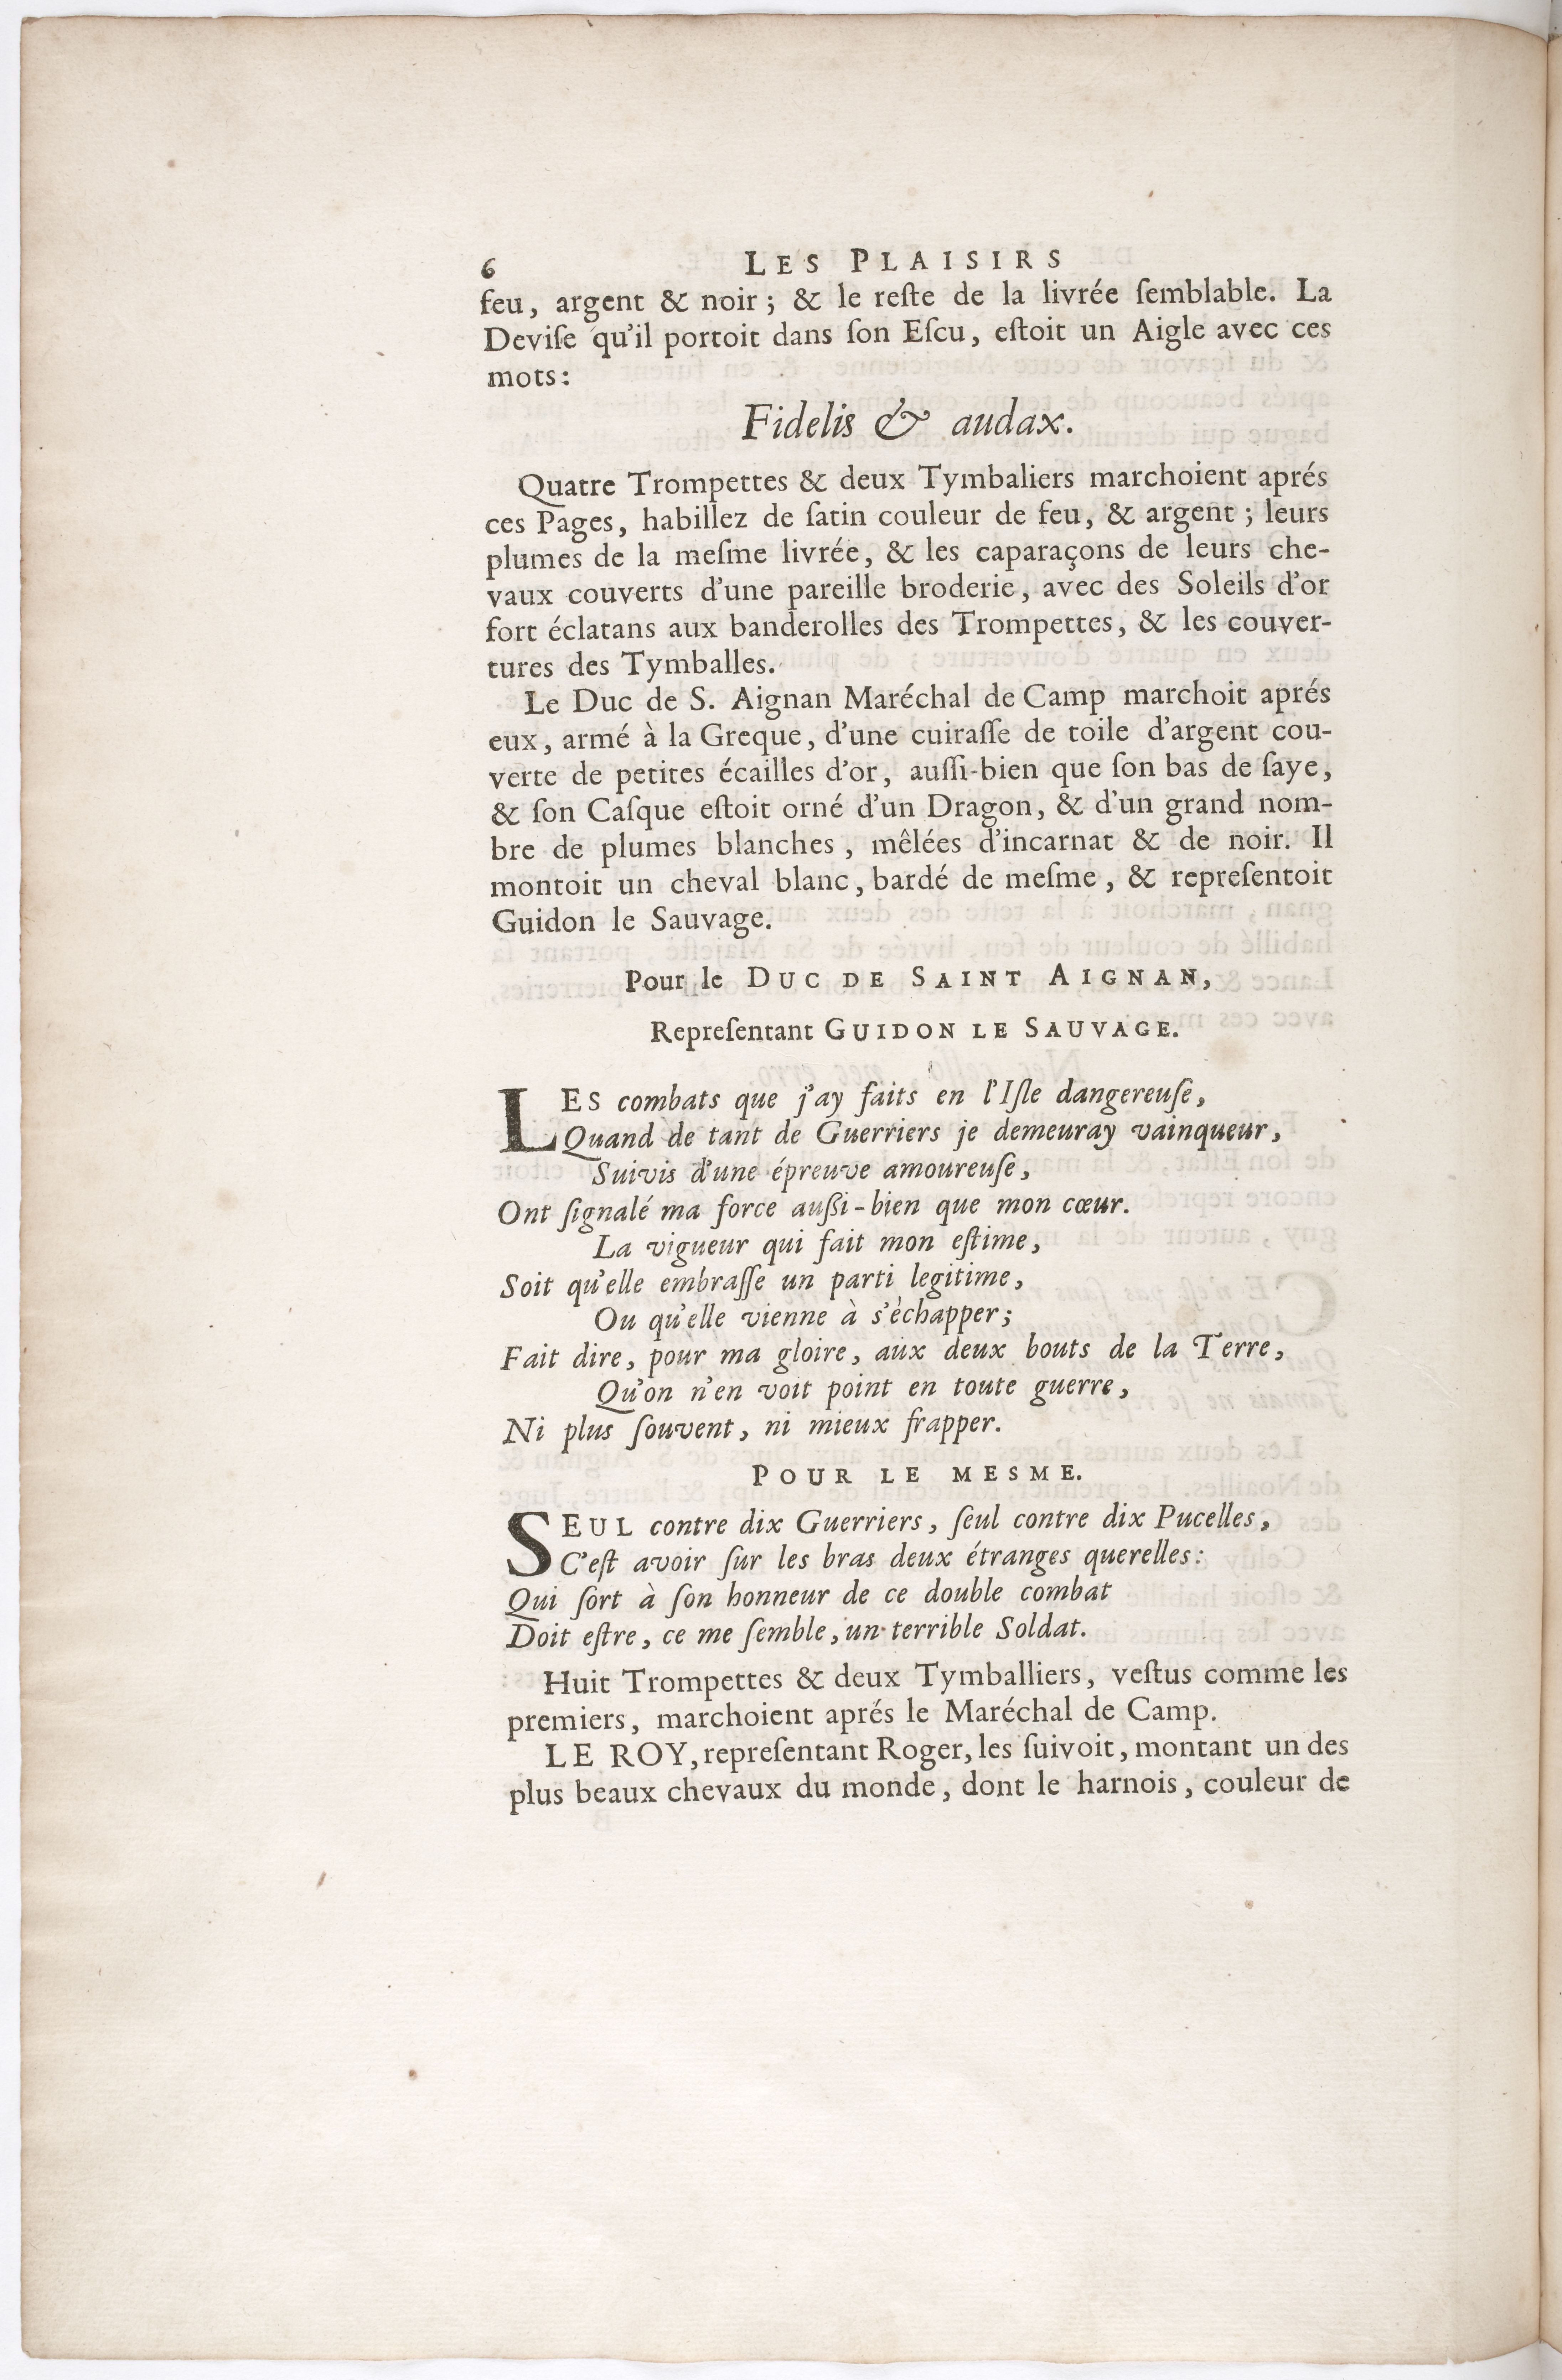 6 LES PLAISIRS
feu, argent & noir ; & le reſte de la livrée ſemblable. La
Deviſe qu'il portoit dans ſon Eſcu, eſtoit un Aigle avec ces
mots :
Fidelis & audax.
Quatre Trompettes & deux Tymbaliers marchoient aprés
ces Pages, habillez de ſatin couleur de feu, & argent ; leurs
plumes de la meſme livrée, & les caparaçons de leurs che-
vaux couverts d'une pareille broderie, avec des Soleils d'or
fort éclatans aux banderolles des Trompettes, & les couver-
tures des Tymballes.
Le Duc de S. Aignan Maréchal de Camp marchoit aprés
eux, armé à la Greque, d'une cuiraſſe de toile d'argent cou-
verte de petites écailles d'or, auſſi-bien que ſon bas de ſaye,
& ſon Caſque eſtoit orné d'un Dragon, & d'un grand nom-
bre de plumes blanches, mêlées d'incarnat & de noir. Il
montoit un cheval blanc, bardé de meſme, & repreſentoit
Guidon le Sauvage.
Pour le DUC DE SAINT AIGNAN,
Repreſentant GUIDON LE SAUVAGE.
LES combats que j'ay faits en l'Iſle dangereuſe,
Quand de tant de Guerriers je demeuray vainqueur,
Suivis d'une épreuve amoureuſe,
Ont ſignalé ma force außi-bien que mon cœur.
La vigueur qui fait mon eſtime,
Soit qu'elle embraſſe un parti legitime,
Ou qu'elle vienne à s'échapper ;
Fait dire, pour ma gloire, aux deux bouts de la Terre,
Qu'on n'en voit point en toute guerre,
Ni plus ſouvent, ni mieux frapper.
POUR LE MESME.
SEUL contre dix Guerriers, ſeul contre dix Pucelles,
C'eſt avoir ſur les bras deux étranges querelles :
Qui ſort à ſon honneur de ce double combat
Doit eſtre, ce me ſemble, un terrible Soldat.
Huit Trompettes & deux Tymballiers, veſtus comme les
premiers, marchoient aprés le Maréchal de Camp.
LE ROY, repreſentant Roger, les ſuivoit, montant un des
plus beaux chevaux du monde, dont le harnois, couleur de